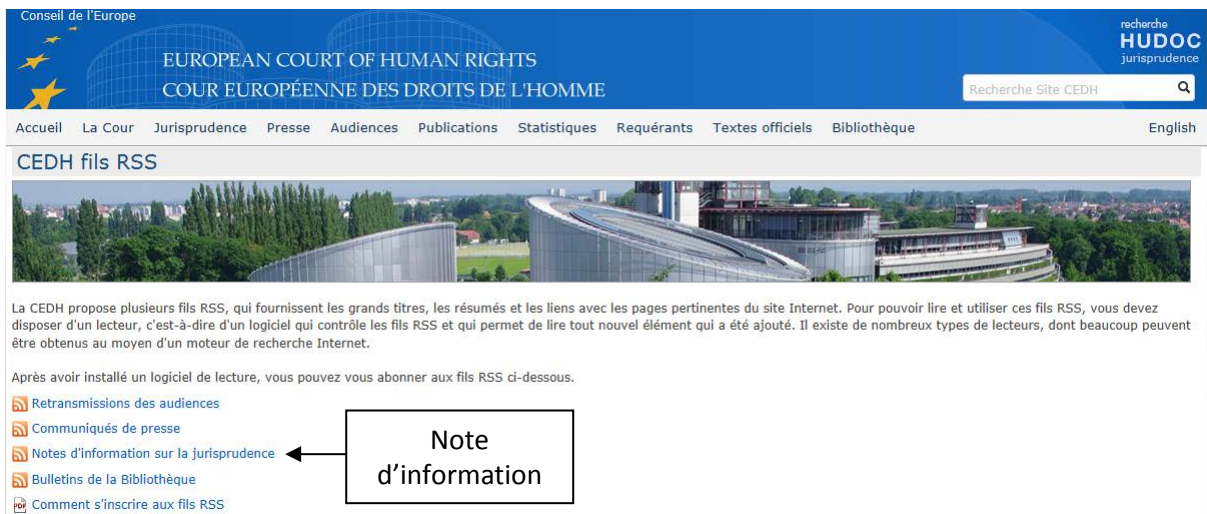 Conseil de l'Europe
EUROPEAN COURT OF HUMAN RIGHTS
COUR EUROPÉENNE DES DROITS DE L'HOMME
recherche
HUDOC
jurisprudence
Recherche Site CEDH
Accueil La Cour Jurisprudence Presse Audiences Publications Statistiques Requérants Textes officiels Bibliothèque English
CEDH fils RSS
La CEDH propose plusieurs fils RSS, qui fournissent les grands titres, les résumés et les liens avec les pages pertinentes du site Internet. Pour pouvoir lire et utiliser ces fils RSS, vous devez
disposer d'un lecteur, c'est-à-dire d'un logiciel qui contrôle les fils RSS et qui permet de lire tout nouvel élément qui a été ajouté. Il existe de nombreux types de lecteurs, dont beaucoup peuvent
être obtenus au moyen d'un moteur de recherche Internet.
Après avoir installé un logiciel de lecture, vous pouvez vous abonner aux fils RSS ci-dessous.
Retransmissions des audiences
Communiqués de presse
Notes d'information sur la jurisprudence
Bulletins de la Bibliothèque
PDF Comment s'inscrire aux fils RSS
Note
d'information